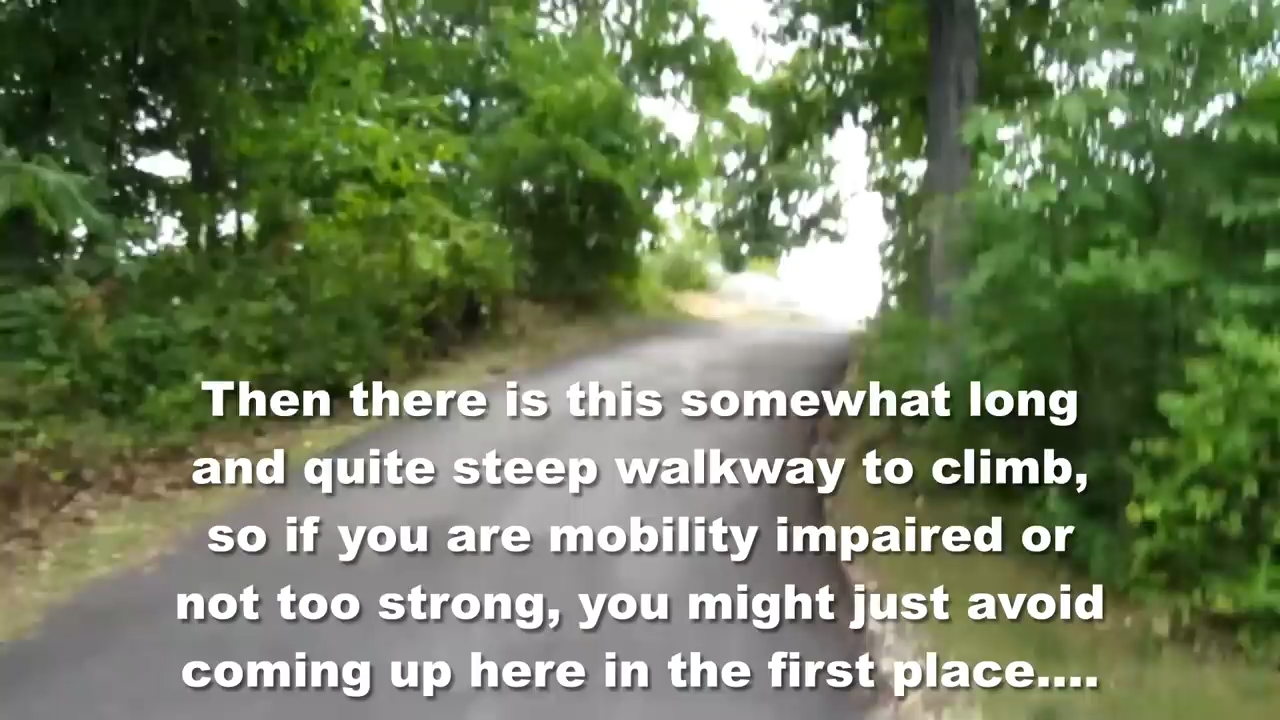 Then there is this somewhat long
and quite steep walkway to climb,
so if you are mobility impaired or
not too strong, you might just avoid
coming up here in the first place....